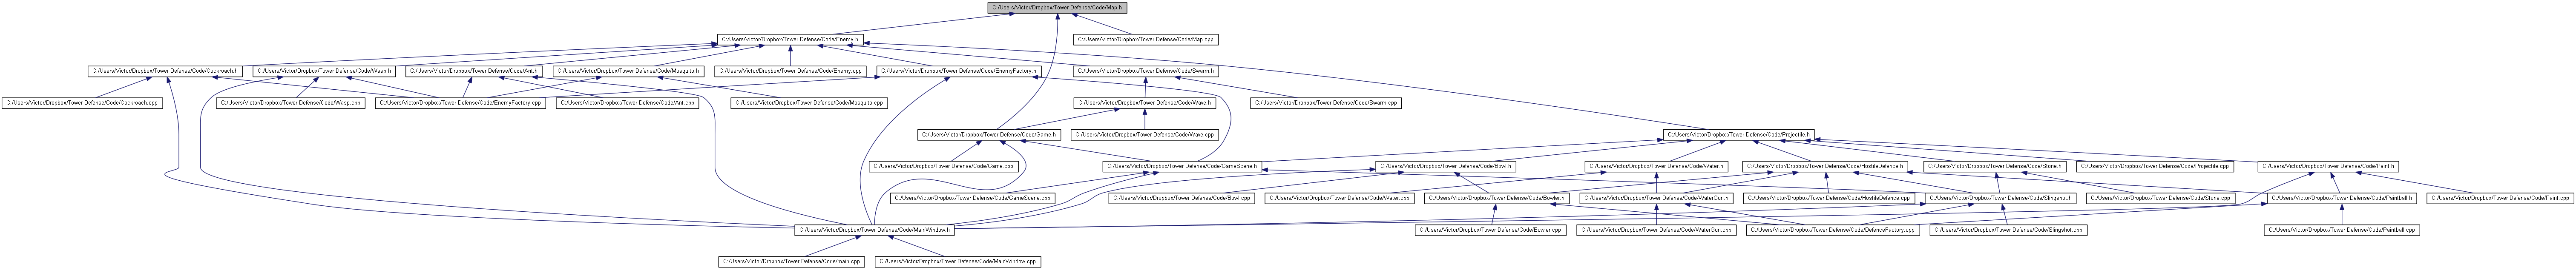 C:/Users/Victor/Dropbox/Tower Defense/Code/Map.h
C:/Users/Victor/Dropbox/Tower Defense/Code/Enemy.h
C:/Users/Victor/Dropbox/Tower Defense/Code/Map.cpp
C:/Users/Victor/Dropbox/Tower Defense/Code/Cockroach.h
C:/Users/Victor/Dropbox/Tower Defense/Code/Wasp.h
C:/Users/Victor/Dropbox/Tower Defense/Code/Ant.h
C:/Users/Victor/Dropbox/Tower Defense/Code/Mosquito.h
C:/Users/Victor/Dropbox/Tower Defense/Code/Enemy.cpp
C:/Users/Victor/Dropbox/Tower Defense/Code/EnemyFactory.h
C:/Users/Victor/Dropbox/Tower Defense/Code/Swarm.h
C:/Users/Victor/Dropbox/Tower Defense/Code/Cockroach.cpp
C:/Users/Victor/Dropbox/Tower Defense/Code/Wasp.cpp
C:/Users/Victor/Dropbox/Tower Defense/Code/EnemyFactory.cpp
C:/Users/Victor/Dropbox/Tower Defense/Code/Ant.cpp
C:/Users/Victor/Dropbox/Tower Defense/Code/Mosquito.cpp
C:/Users/Victor/Dropbox/Tower Defense/Code/Wave.h
C:/Users/Victor/Dropbox/Tower Defense/Code/Swarm.cpp
C:/Users/Victor/Dropbox/Tower Defense/Code/Game.h
C:/Users/Victor/Dropbox/Tower Defense/Code/Wave.cpp
C:/Users/Victor/Dropbox/Tower Defense/Code/Projectile.h
C:/Users/Victor/Dropbox/Tower Defense/Code/Game.cpp
C:/Users/Victor/Dropbox/Tower Defense/Code/GameScene.h
C:/Users/Victor/Dropbox/Tower Defense/Code/Bowl.h
C:/Users/Victor/Dropbox/Tower Defense/Code/Water.h
C:/Users/Victor/Dropbox/Tower Defense/Code/HostileDefence.h
C:/Users/Victor/Dropbox/Tower Defense/Code/Stone.h
C:/Users/Victor/Dropbox/Tower Defense/Code/Projectile.cpp
C:/Users/Victor/Dropbox/Tower Defense/Code/Paint.h
C:/Users/Victor/Dropbox/Tower Defense/Code/GameScene.cpp
C:/Users/Victor/Dropbox/Tower Defense/Code/Bowl.cpp
C:/Users/Victor/Dropbox/Tower Defense/Code/Water.cpp
C:/Users/Victor/Dropbox/Tower Defense/Code/Bowler.h
C:/Users/Victor/Dropbox/Tower Defense/Code/WaterGun.h
C:/Users/Victor/Dropbox/Tower Defense/Code/HostileDefence.cpp
C:/Users/Victor/Dropbox/Tower Defense/Code/Slingshot.h
C:/Users/Victor/Dropbox/Tower Defense/Code/Stone.cpp
C:/Users/Victor/Dropbox/Tower Defense/Code/Paintball.h
C:/Users/Victor/Dropbox/Tower Defense/Code/Paint.cpp
C:/Users/Victor/Dropbox/Tower Defense/Code/MainWindow.h
C:/Users/Victor/Dropbox/Tower Defense/Code/Bowler.cpp
C:/Users/Victor/Dropbox/Tower Defense/Code/WaterGun.cpp
C:/Users/Victor/Dropbox/Tower Defense/Code/DefenceFactory.cpp
C:/Users/Victor/Dropbox/Tower Defense/Code/Slingshot.cpp
C:/Users/Victor/Dropbox/Tower Defense/Code/Paintball.cpp
C:/Users/Victor/Dropbox/Tower Defense/Code/main.cpp
C:/Users/Victor/Dropbox/Tower Defense/Code/MainWindow.cpp